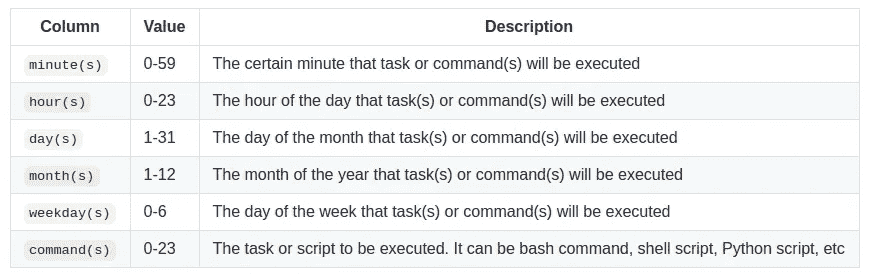 Column Value Description
minute(s) 0-59 The certain minute that task or command(s) will be executed
hour(s) 0-23 The hour of the day that task(s) or command(s) will be executed
day(s) 1-31 The day of the month that task(s) or command(s) will be executed
month(s) 1-12 The month of the year that task(s) or command(s) will be executed
weekday(s) 0-6 The day of the week that task(s) or command(s) will be executed
command(s) 0-23 The task or script to be executed. It can be bash command, shell script, Python script, etc